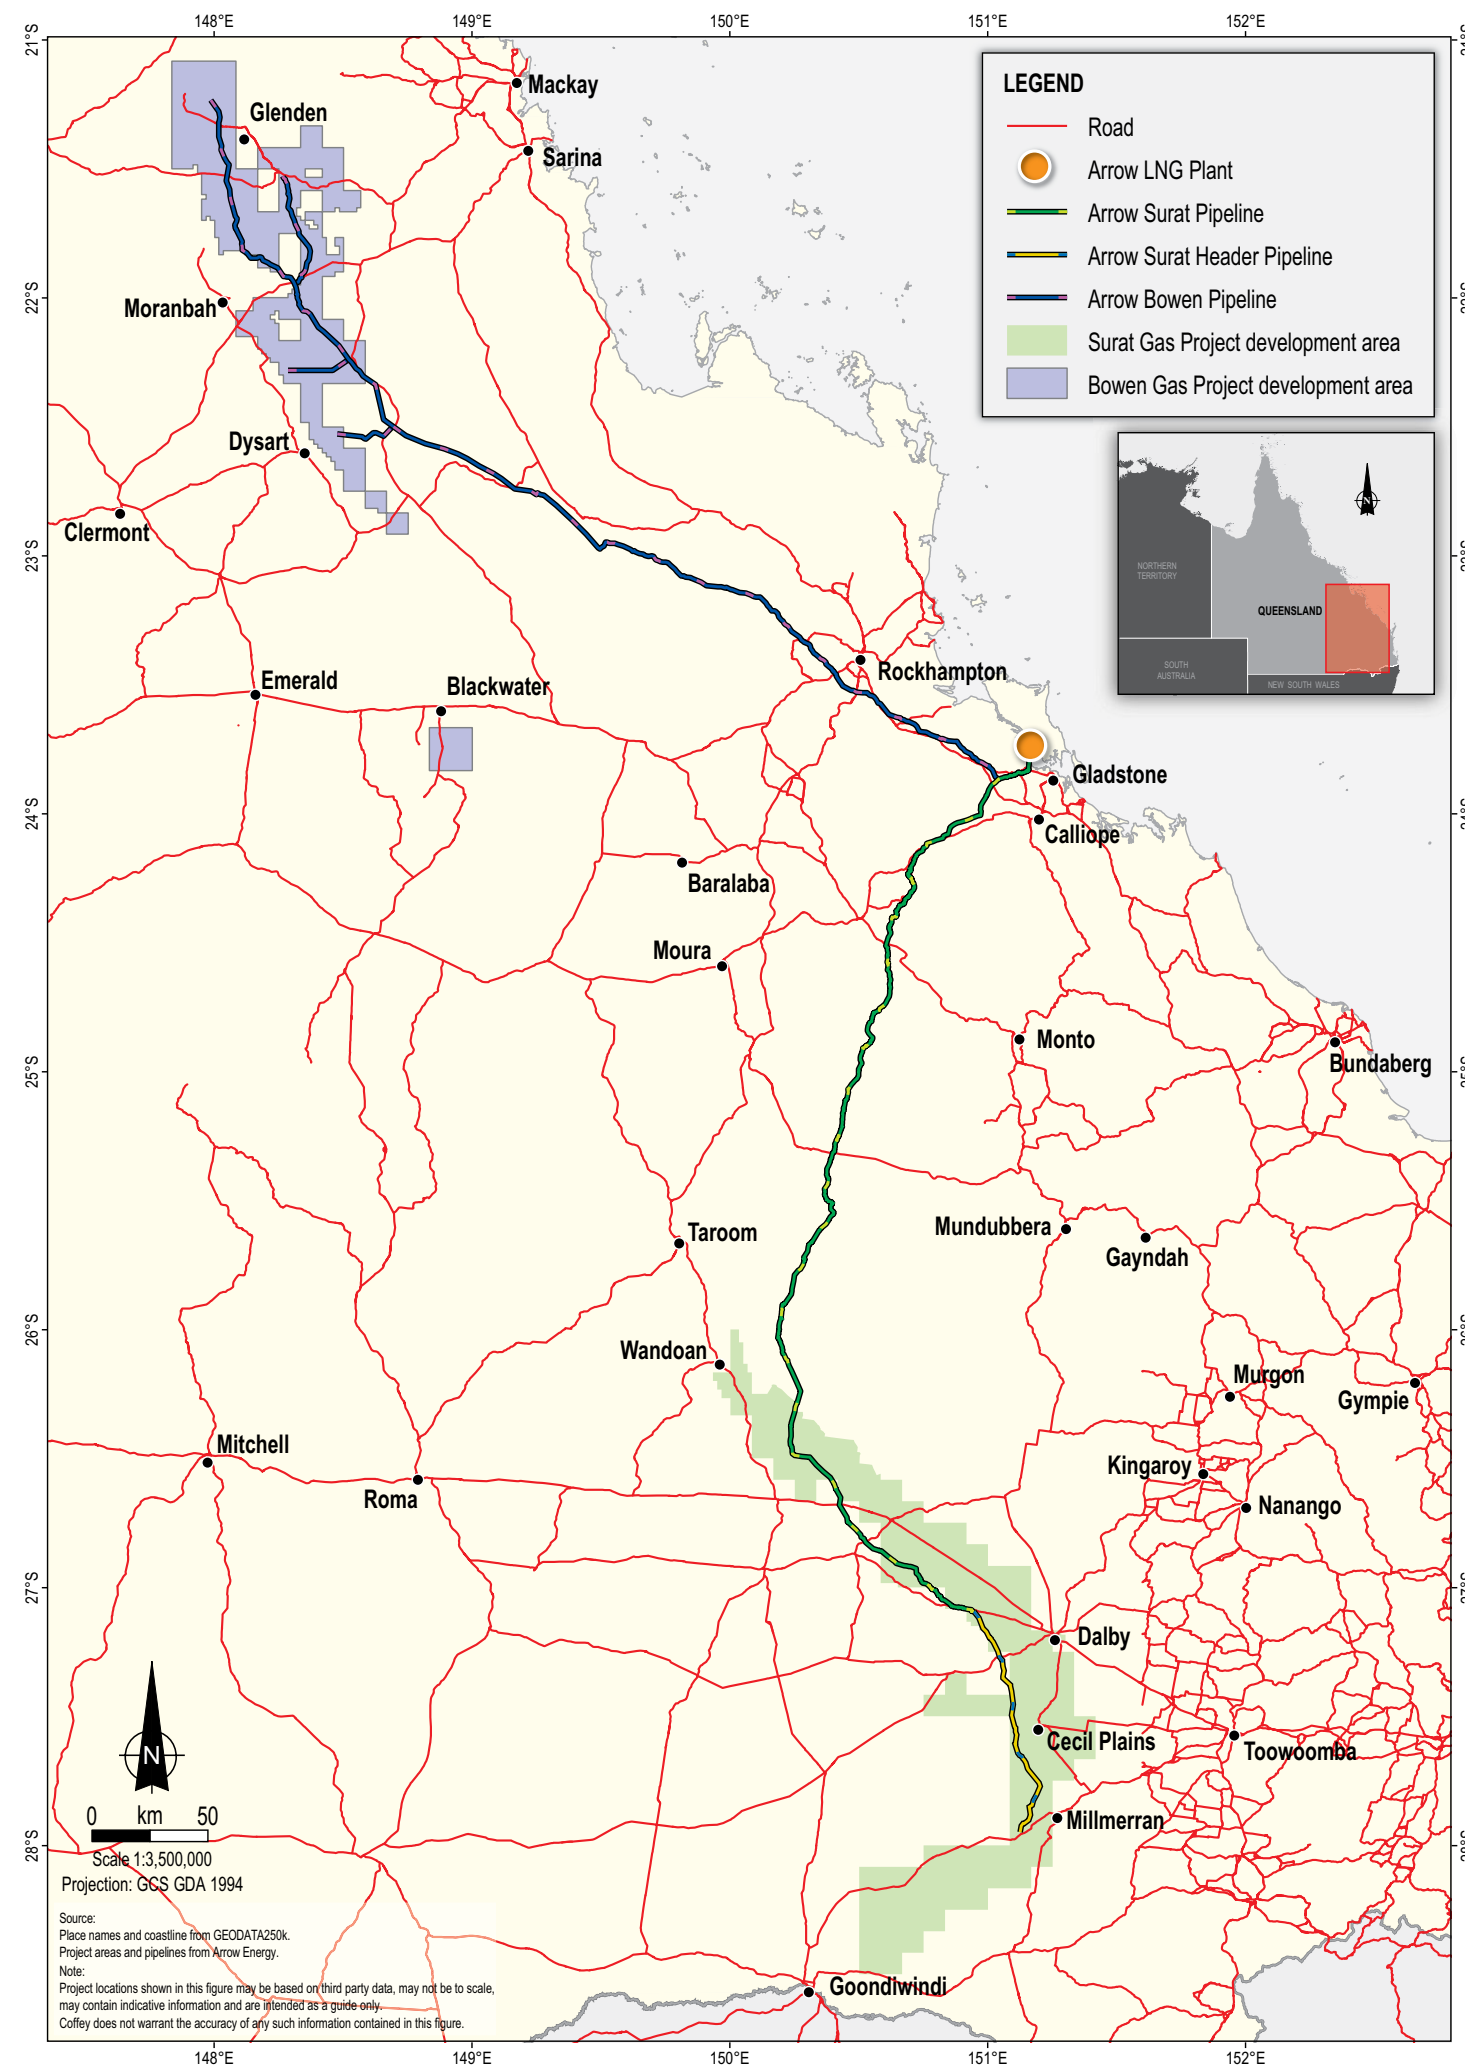 148°E
149°E
150°E
151°E
152°E
21°S
22°S
23°S
24°S
25°S
26°S
27°S
28°S
LEGEND
Road
Arrow LNG Plant
Arrow Surat Pipeline
Arrow Surat Header Pipeline
Arrow Bowen Pipeline
Surat Gas Project development area
Bowen Gas Project development area
N
NORTHERN
TERRITORY
QUEENSLAND
SOUTH
AUSTRALIA
NEW SOUTH WALES
Mackay
Glenden
Sarina
Moranbah
Dysart
Clermont
Rockhampton
Emerald
Blackwater
Gladstone
Calliope
Baralaba
Moura
Monto
Bundaberg
Taroom
Mundubbera
Gayndah
Wandoan
Murgon
Gympie
Mitchell
Roma
Kingaroy
Nanango
Dalby
Cecil Plains
Toowoomba
Millmerran
Goondiwindi
N
0 km 50
Scale 1:3,500,000
Projection: GCS GDA 1994
Source:
Place names and coastline from GEODATA250k.
Project areas and pipelines from Arrow Energy.
Note:
Project locations shown in this figure may be based on third party data, may not be to scale,
may contain indicative information and are intended as a guide only.
Coffey does not warrant the accuracy of any such information contained in this figure.
148°E
149°E
150°E
151°E
152°E